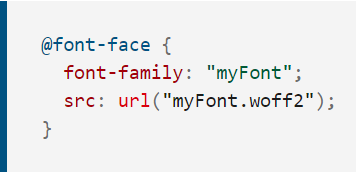 @font-face {
  font-family: "myFont";
  src: url("myFont.woff2");
}